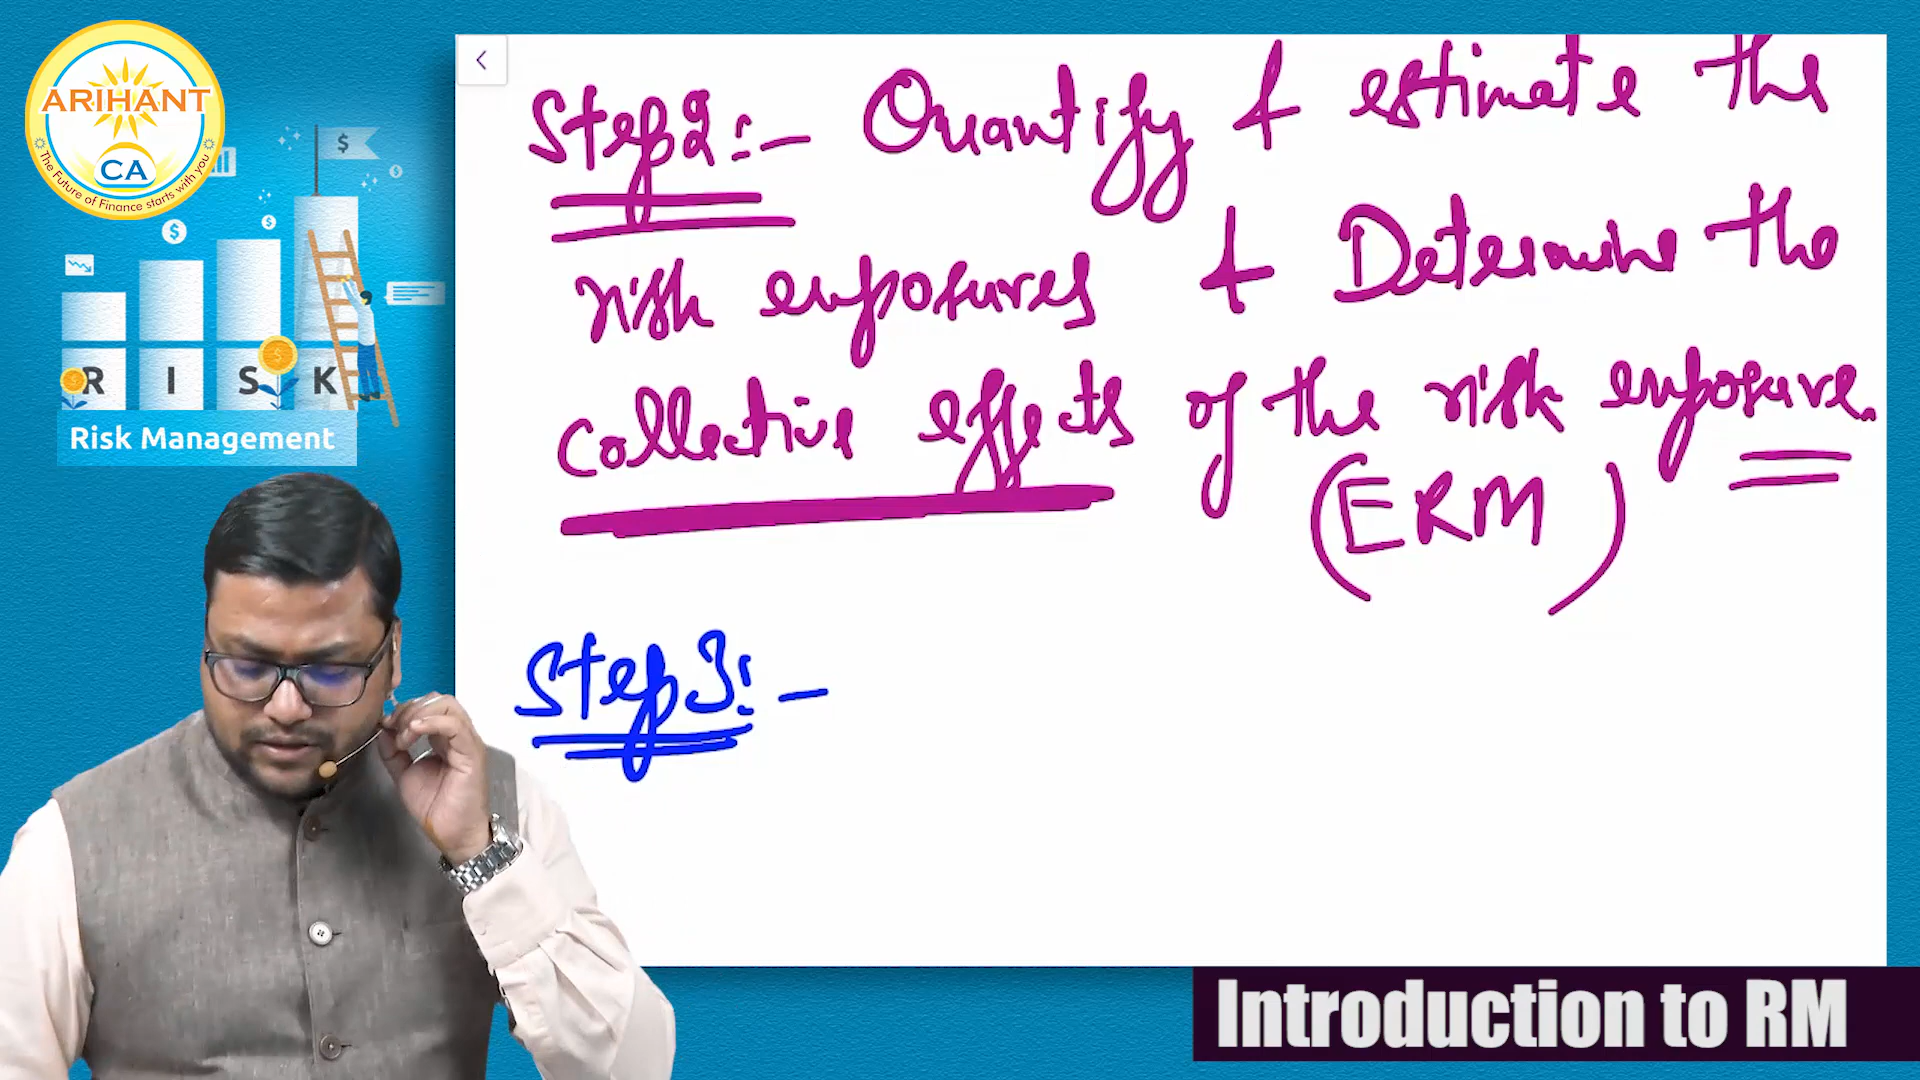 ARIHANT
CA
The Future of Finance starts with you
$
$
$
$
$
$
R I S K
Risk Management
Step2:- Quantify & estimate the
risk exposures & Determine the
collective effects of the risk exposure.
(ERM)
Step3:-
Introduction to RM